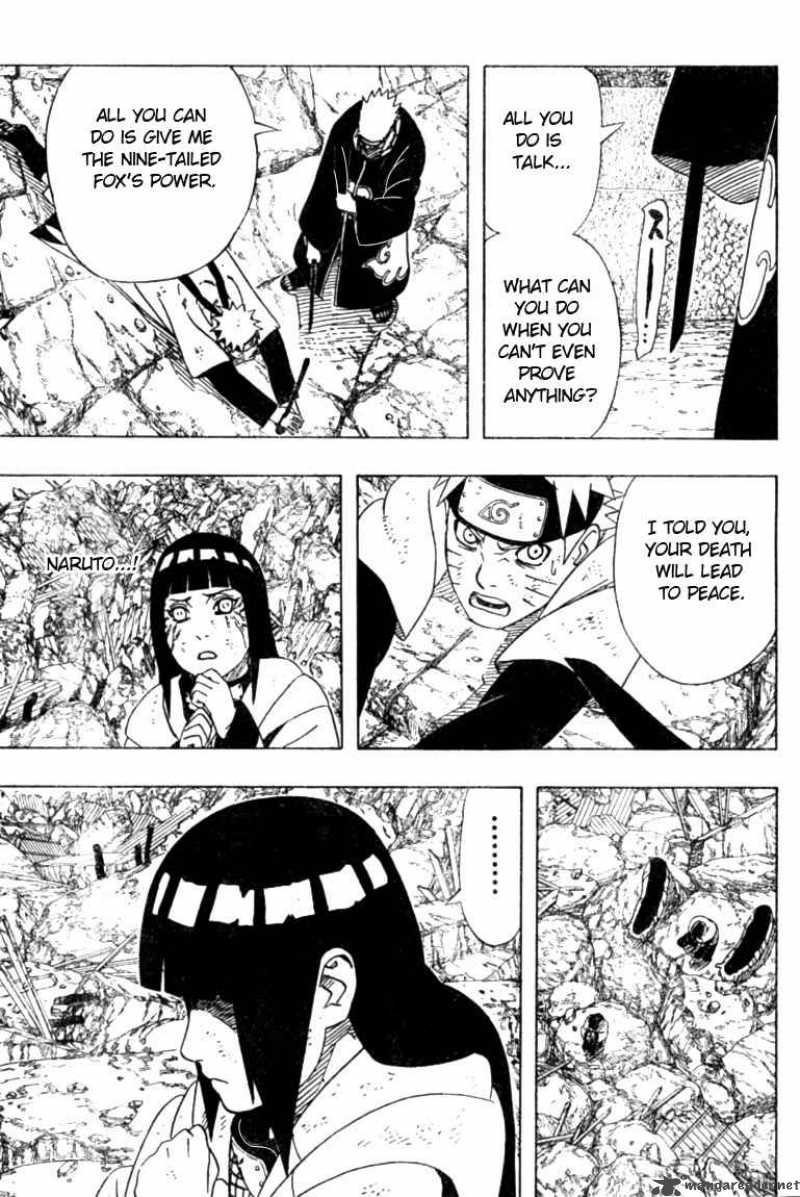 ALL YOU
DO IS
TALK...
WHAT CAN
YOU DO
WHEN YOU
CAN'T EVEN
PROVE
ANYTHING?
ALL YOU CAN
DO IS GIVE ME
THE NINE-TAILED
FOX'S POWER.
I TOLD YOU,
YOUR DEATH
WILL LEAD
TO PEACE.
NARUTO...!
.........
mangareader.net